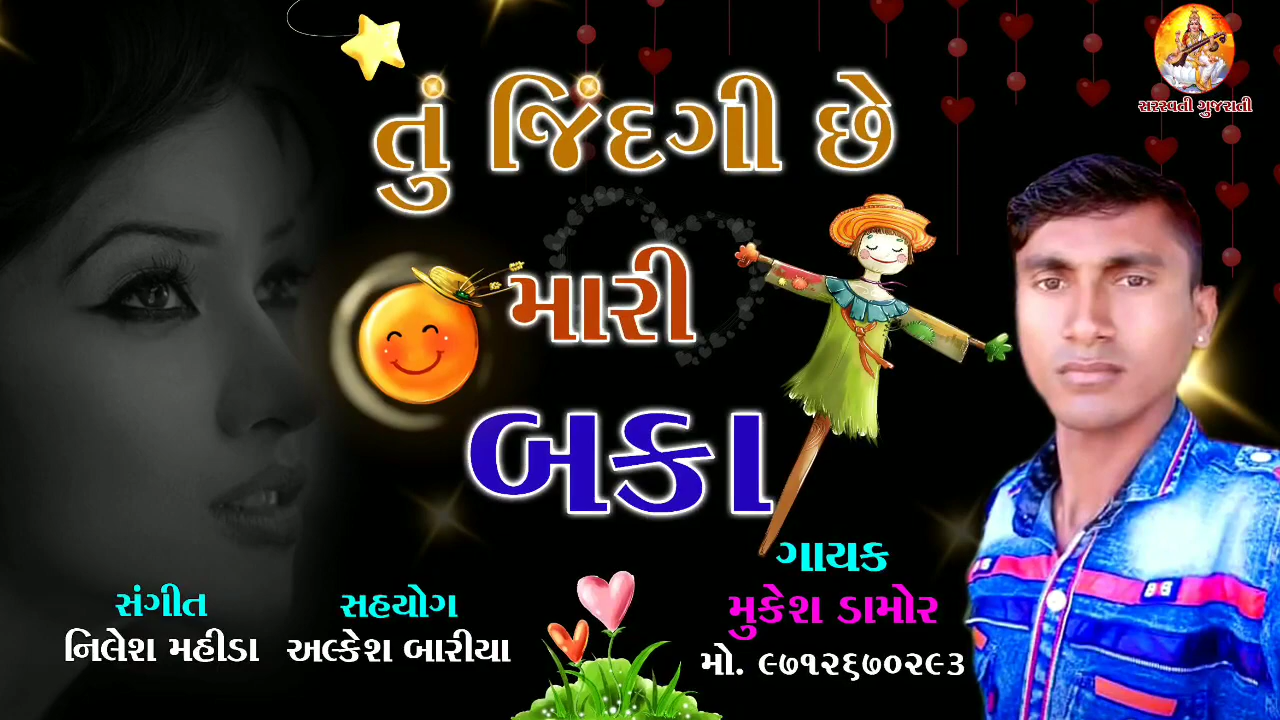 સરસ્વતી ગુજરાતી
તું જિંદગી છે
મારી
બકા
ગાયક
મુકેશ ડામોર
મો. ૯૭૧૨૬૭૦૨૯૩
સંગીત
નિલેશ મહીડા
સહયોગ
અલ્કેશ બારીયા